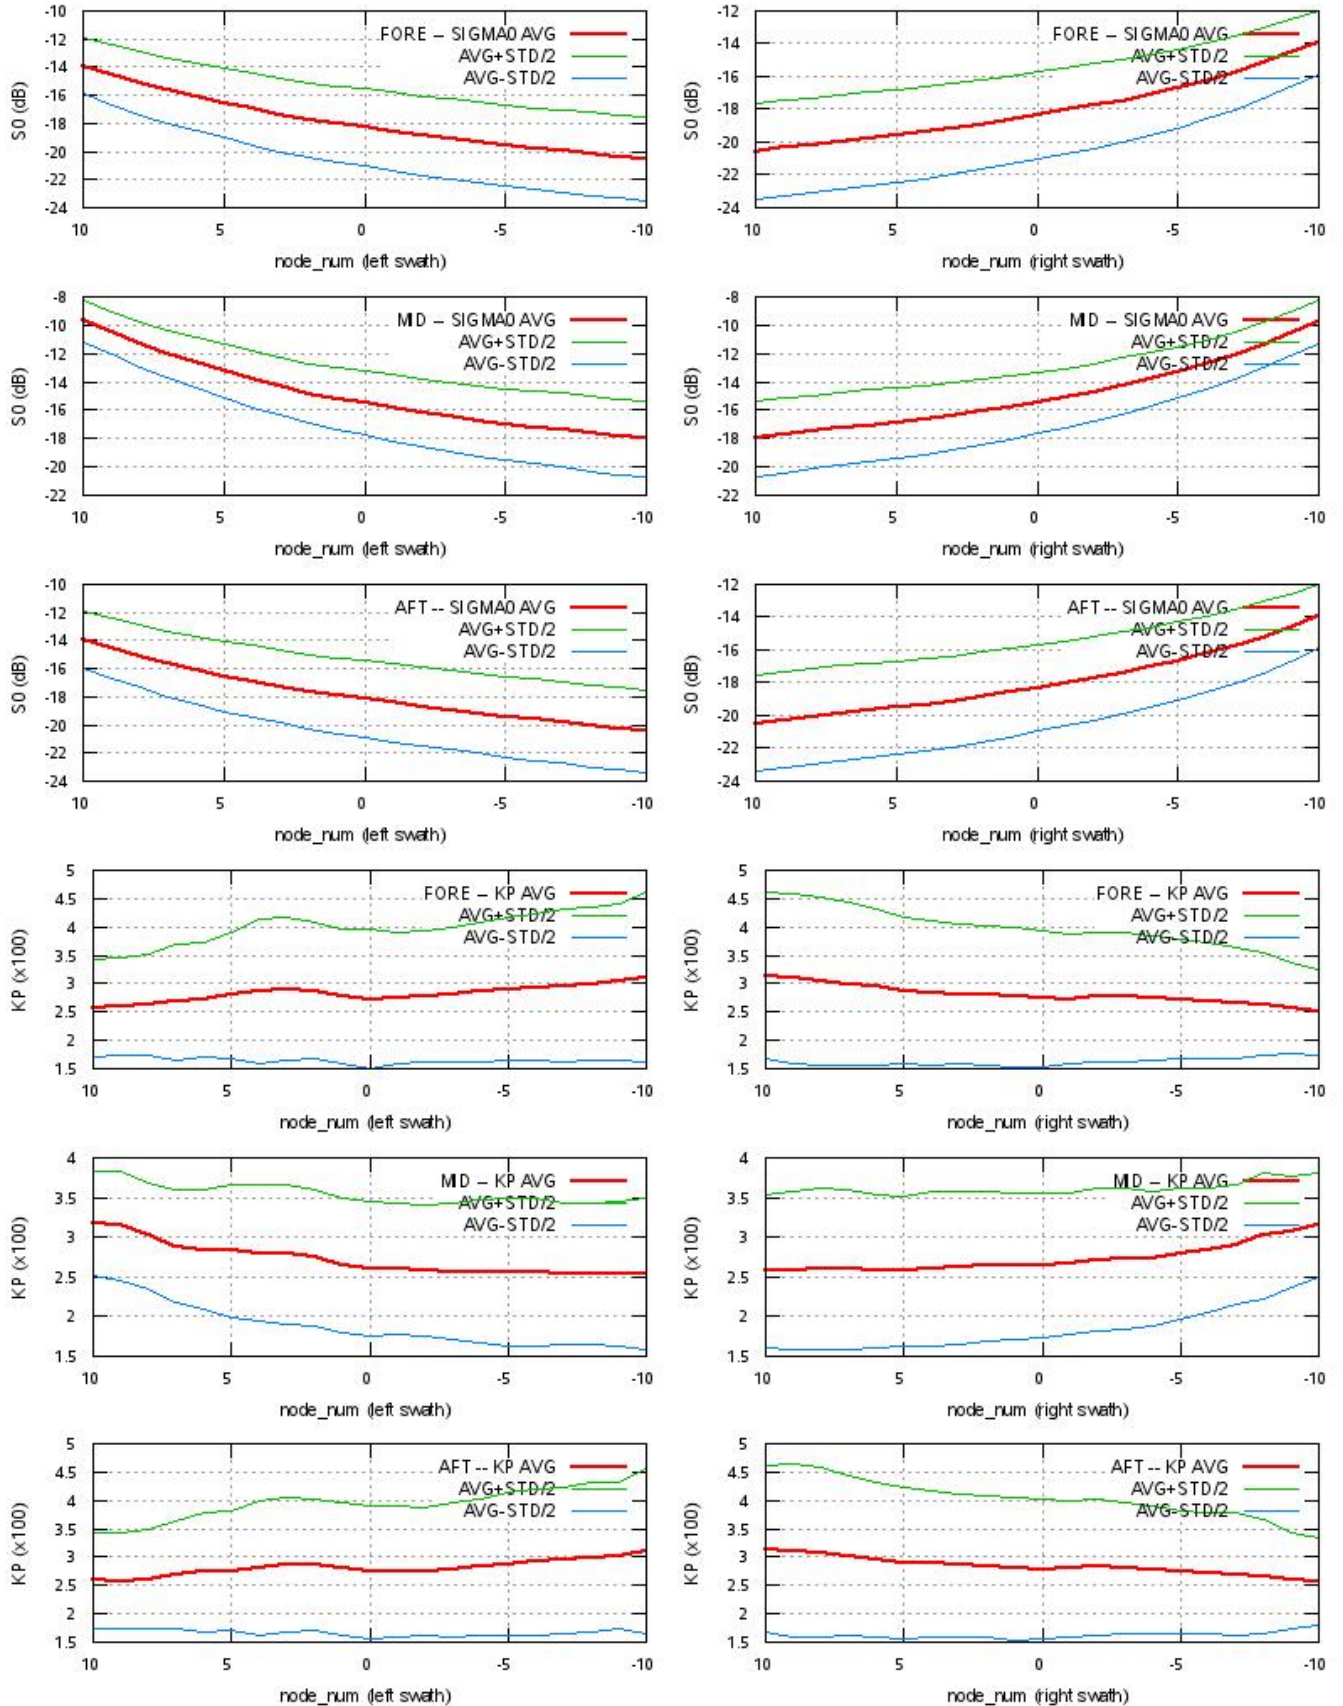 -10
-12
-14
-16
-18
-20
-22
-24
S0 (dB)
FORE – SIGMA0 AVG
AVG+STD/2
AVG-STD/2
10 5 0 -5 -10
node_num (left swath)
-12
-14
-16
-18
-20
-22
-24
S0 (dB)
FORE – SIGMA0 AVG
AVG+STD/2
AVG-STD/2
10 5 0 -5 -10
node_num (right swath)
-8
-10
-12
-14
-16
-18
-20
-22
S0 (dB)
MID – SIGMA0 AVG
AVG+STD/2
AVG-STD/2
10 5 0 -5 -10
node_num (left swath)
-8
-10
-12
-14
-16
-18
-20
-22
S0 (dB)
MID – SIGMA0 AVG
AVG+STD/2
AVG-STD/2
10 5 0 -5 -10
node_num (right swath)
-10
-12
-14
-16
-18
-20
-22
-24
S0 (dB)
AFT -- SIGMA0 AVG
AVG+STD/2
AVG-STD/2
10 5 0 -5 -10
node_num (left swath)
-12
-14
-16
-18
-20
-22
-24
S0 (dB)
AFT -- SIGMA0 AVG
AVG+STD/2
AVG-STD/2
10 5 0 -5 -10
node_num (right swath)
5
4.5
4
3.5
3
2.5
2
1.5
KP (x100)
FORE – KP AVG
AVG+STD/2
AVG-STD/2
10 5 0 -5 -10
node_num (left swath)
5
4.5
4
3.5
3
2.5
2
1.5
KP (x100)
FORE – KP AVG
AVG+STD/2
AVG-STD/2
10 5 0 -5 -10
node_num (right swath)
4
3.5
3
2.5
2
1.5
KP (x100)
MID – KP AVG
AVG+STD/2
AVG-STD/2
10 5 0 -5 -10
node_num (left swath)
4
3.5
3
2.5
2
1.5
KP (x100)
MID – KP AVG
AVG+STD/2
AVG-STD/2
10 5 0 -5 -10
node_num (right swath)
5
4.5
4
3.5
3
2.5
2
1.5
KP (x100)
AFT -- KP AVG
AVG+STD/2
AVG-STD/2
10 5 0 -5 -10
node_num (left swath)
5
4.5
4
3.5
3
2.5
2
1.5
KP (x100)
AFT -- KP AVG
AVG+STD/2
AVG-STD/2
10 5 0 -5 -10
node_num (right swath)